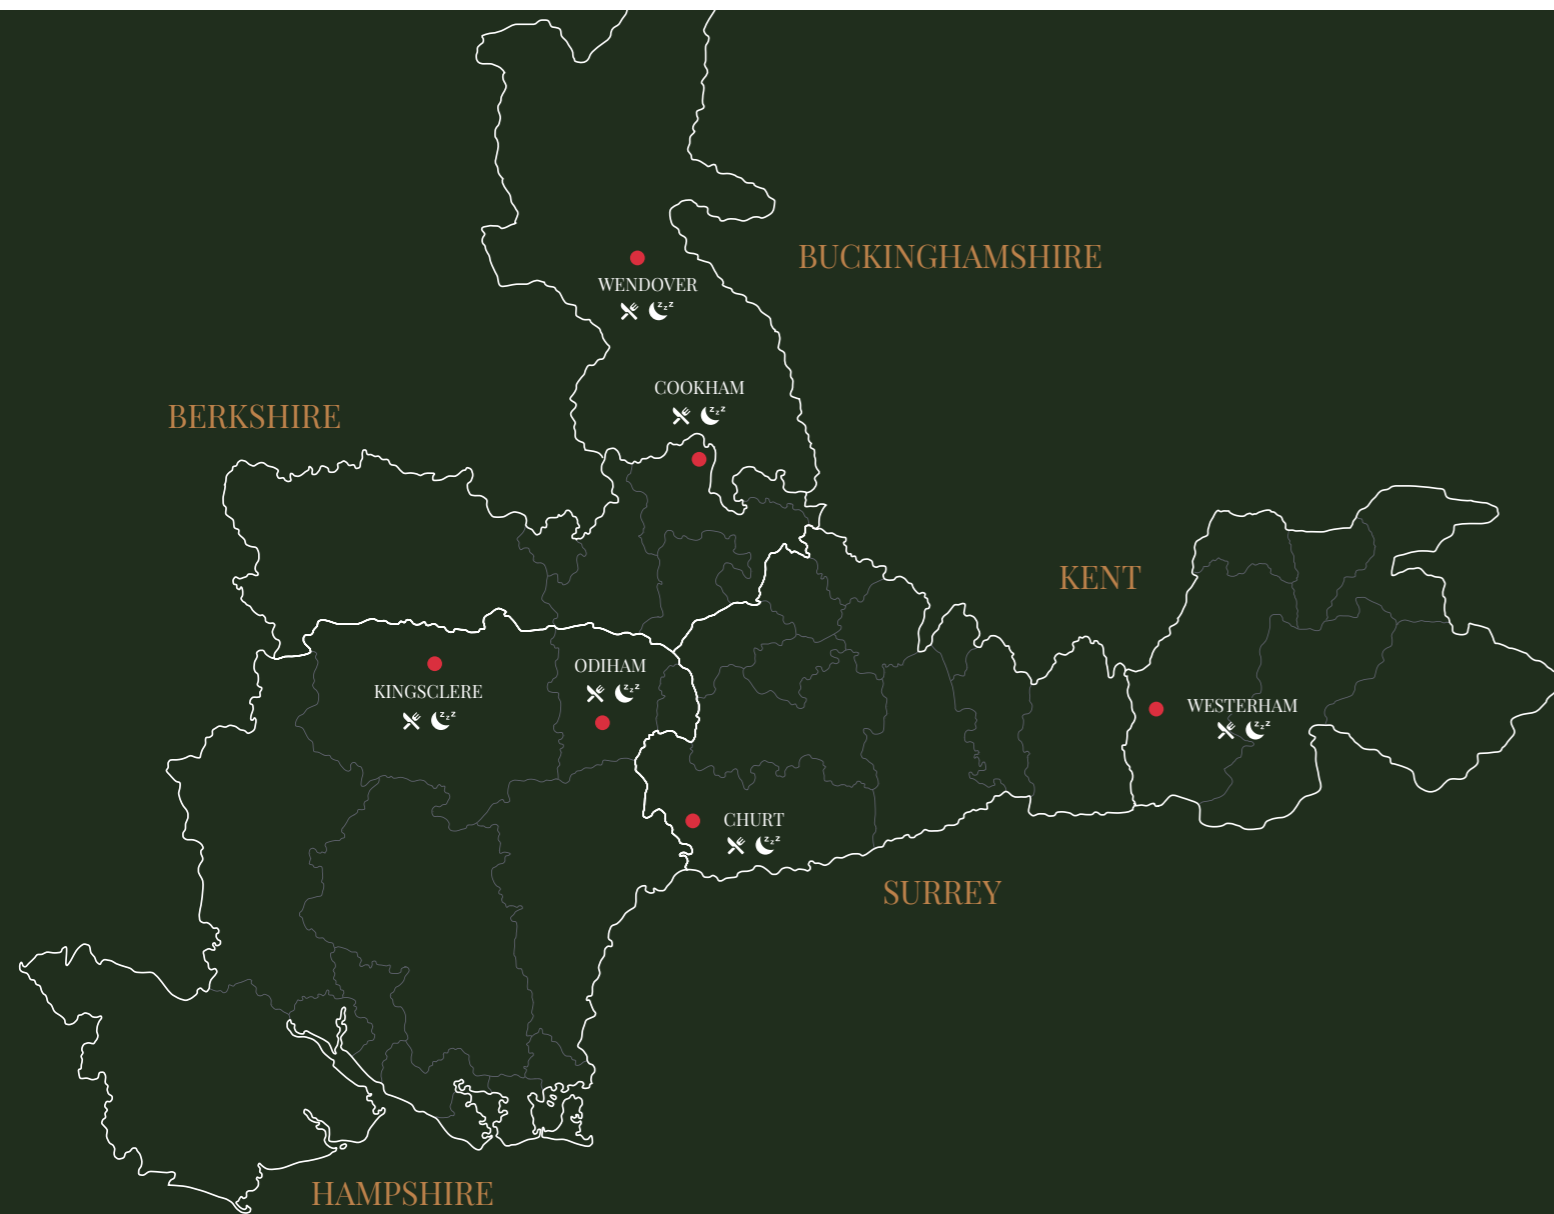 BUCKINGHAMSHIRE
WENDOVER
COOKHAM
BERKSHIRE
KENT
ODIHAM
KINGSCLERE
WESTERHAM
CHURT
SURREY
HAMPSHIRE